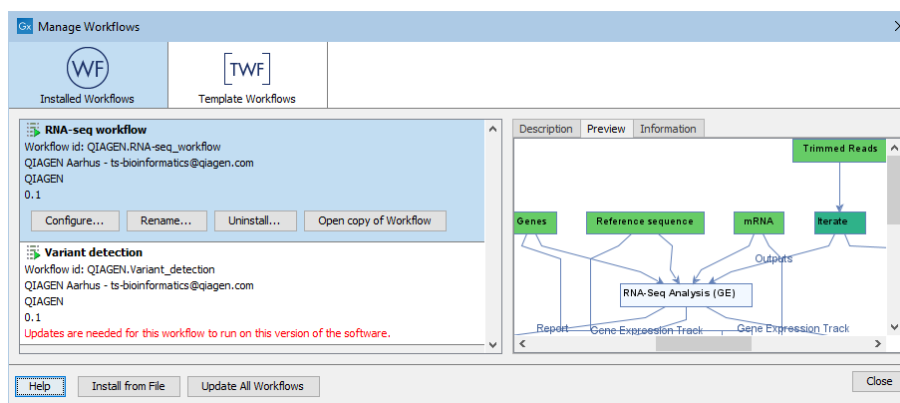 Gx Manage Workflows
WF
Installed Workflows
TWF
Template Workflows
RNA-seq workflow
Workflow id: QIAGEN.RNA-seq_workflow
QIAGEN Aarhus - ts-bioinformatics@qiagen.com
QIAGEN
0.1
Configure... Rename... Uninstall... Open copy of Workflow
Variant detection
Workflow id: QIAGEN.Variant_detection
QIAGEN Aarhus - ts-bioinformatics@qiagen.com
QIAGEN
0.1
Updates are needed for this workflow to run on this version of the software.
Description Preview Information
Trimmed Reads
Genes Reference sequence mRNA Iterate
Outputs
RNA-Seq Analysis (GE)
Report Gene Expression Track Gene Expression Track
Help Install from File Update All Workflows Close